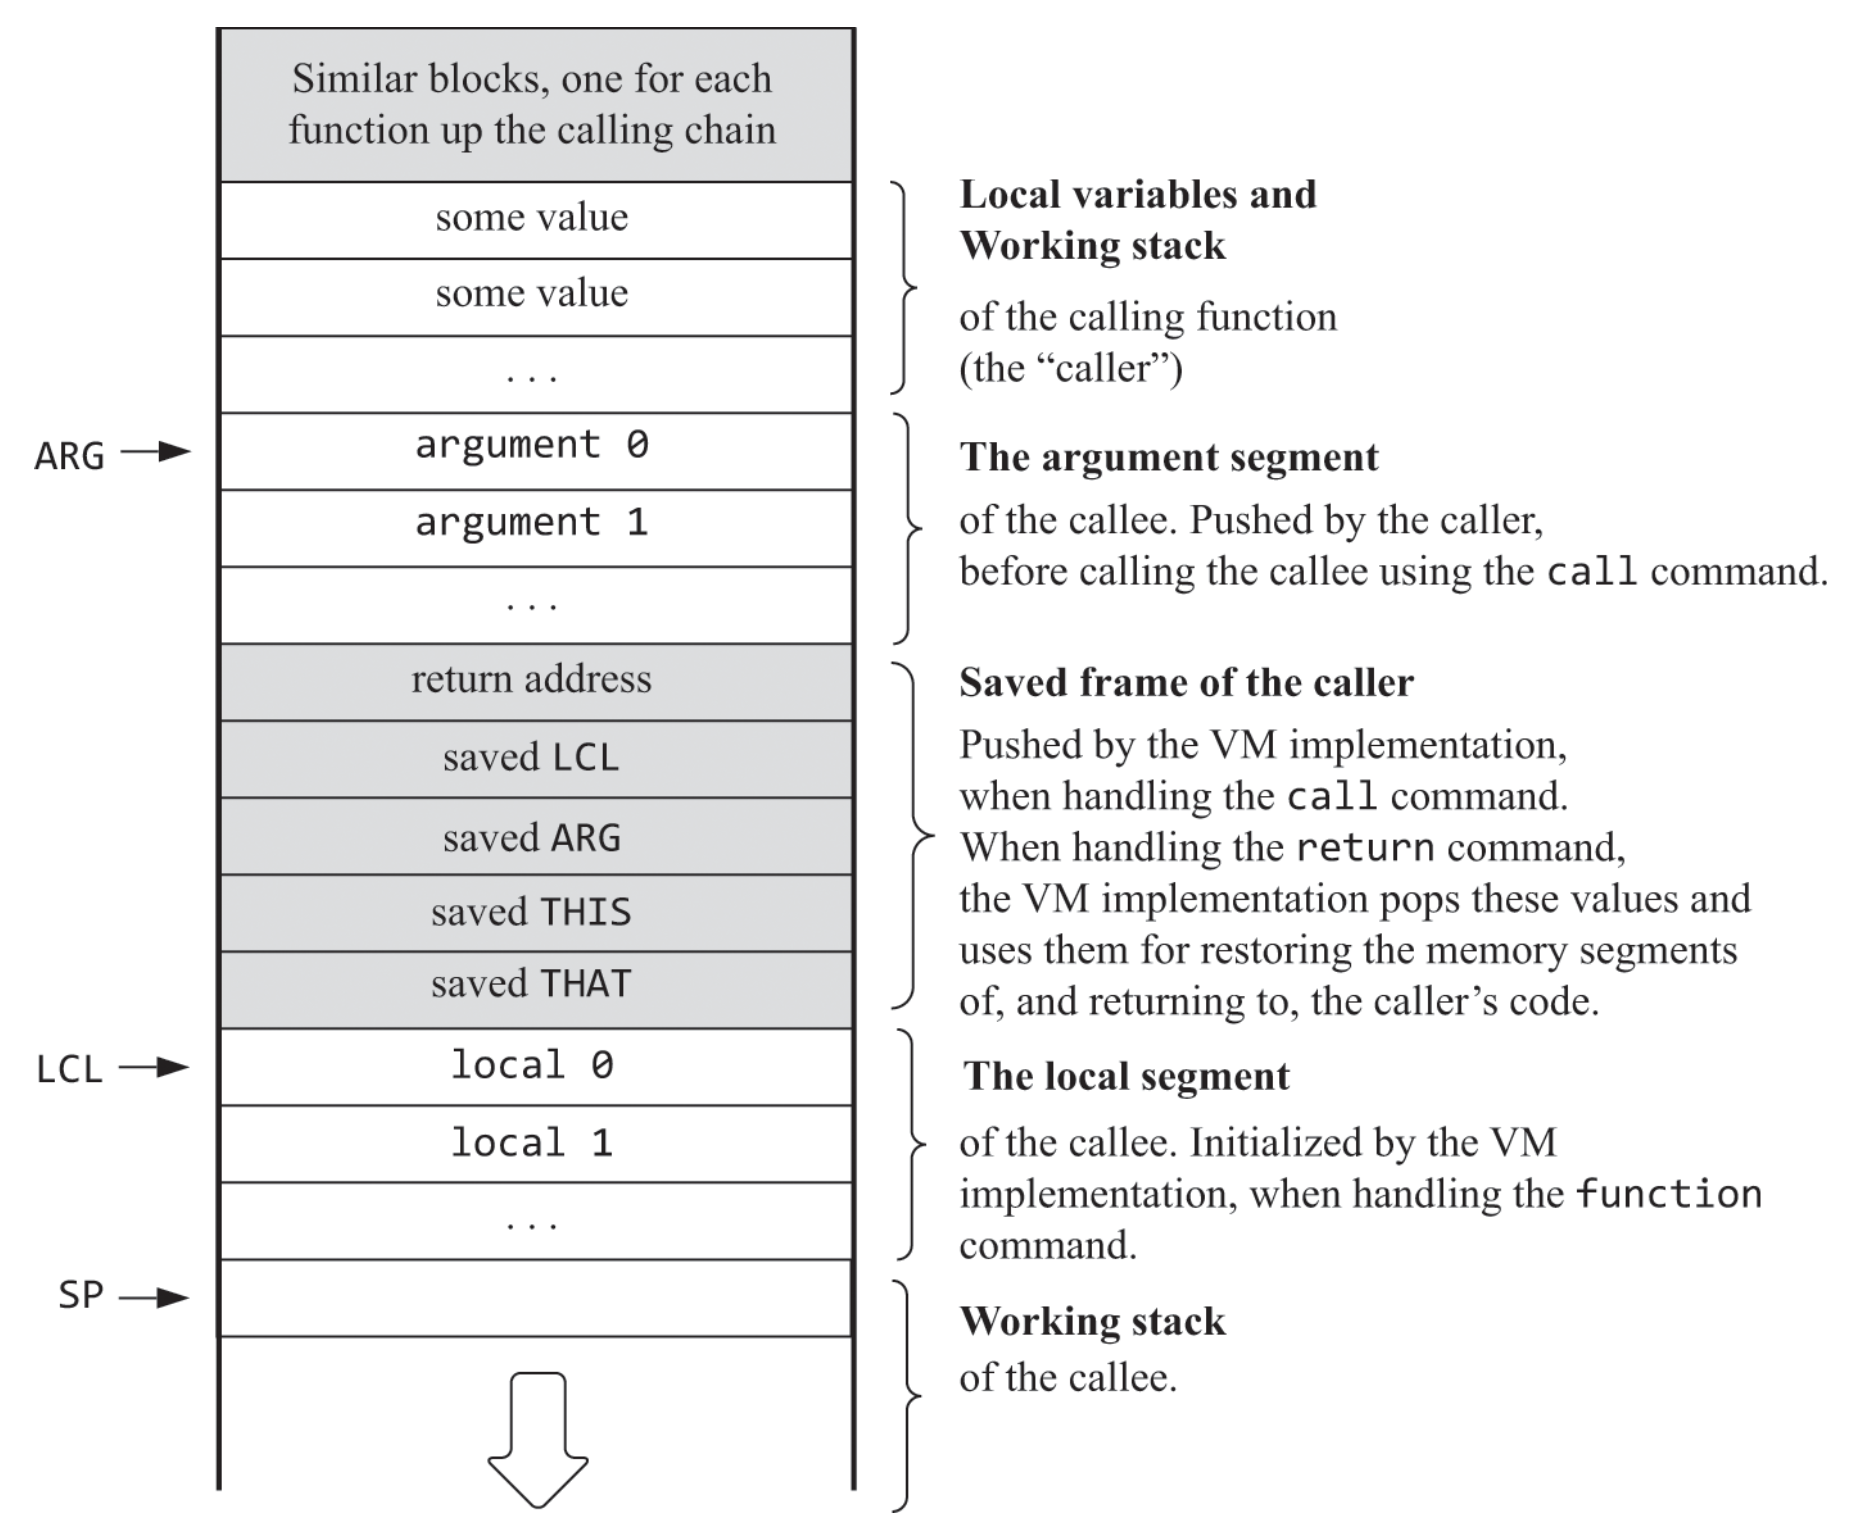 Similar blocks, one for each
function up the calling chain
some value
some value
. . .
Local variables and
Working stack
of the calling function
(the “caller”)
ARG
argument 0
argument 1
. . .
The argument segment
of the callee. Pushed by the caller,
before calling the callee using the call command.
return address
saved LCL
saved ARG
saved THIS
saved THAT
Saved frame of the caller
Pushed by the VM implementation,
when handling the call command.
When handling the return command,
the VM implementation pops these values and
uses them for restoring the memory segments
of, and returning to, the caller’s code.
LCL
local 0
local 1
. . .
The local segment
of the callee. Initialized by the VM
implementation, when handling the function
command.
SP
Working stack
of the callee.